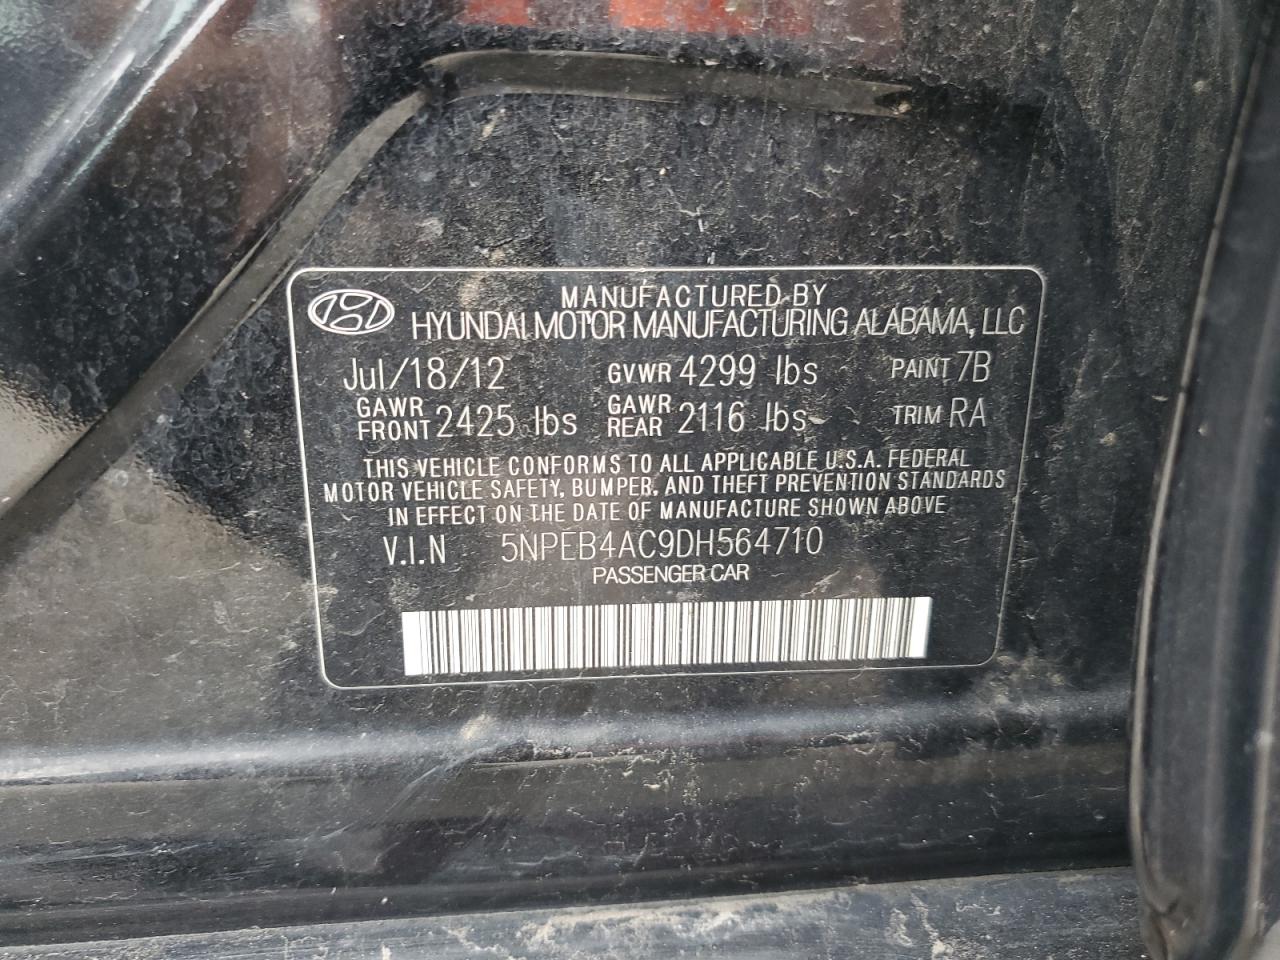 MANUFACTURED BY
HYUNDAI MOTOR MANUFACTURING ALABAMA, LLC
Jul/18/12 GVWR 4299 lbs PAINT 7B
GAWR FRONT 2425 lbs GAWR REAR 2116 lbs TRIM RA
THIS VEHICLE CONFORMS TO ALL APPLICABLE U.S.A. FEDERAL
MOTOR VEHICLE SAFETY, BUMPER, AND THEFT PREVENTION STANDARDS
IN EFFECT ON THE DATE OF MANUFACTURE SHOWN ABOVE
V.I.N 5NPEB4AC9DH564710
PASSENGER CAR